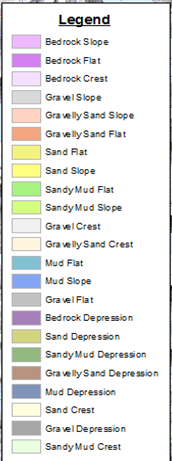 Legend
Bedrock Slope
Bedrock Flat
Bedrock Crest
Gravel Slope
Gravelly Sand Slope
Gravelly Sand Flat
Sand Flat
Sand Slope
Sandy Mud Flat
Sandy Mud Slope
Gravel Crest
Gravelly Sand Crest
Mud Flat
Mud Slope
Gravel Flat
Bedrock Depression
Sand Depression
Sandy Mud Depression
Gravelly Sand Depression
Mud Depression
Sand Crest
Gravel Depression
Sandy Mud Crest